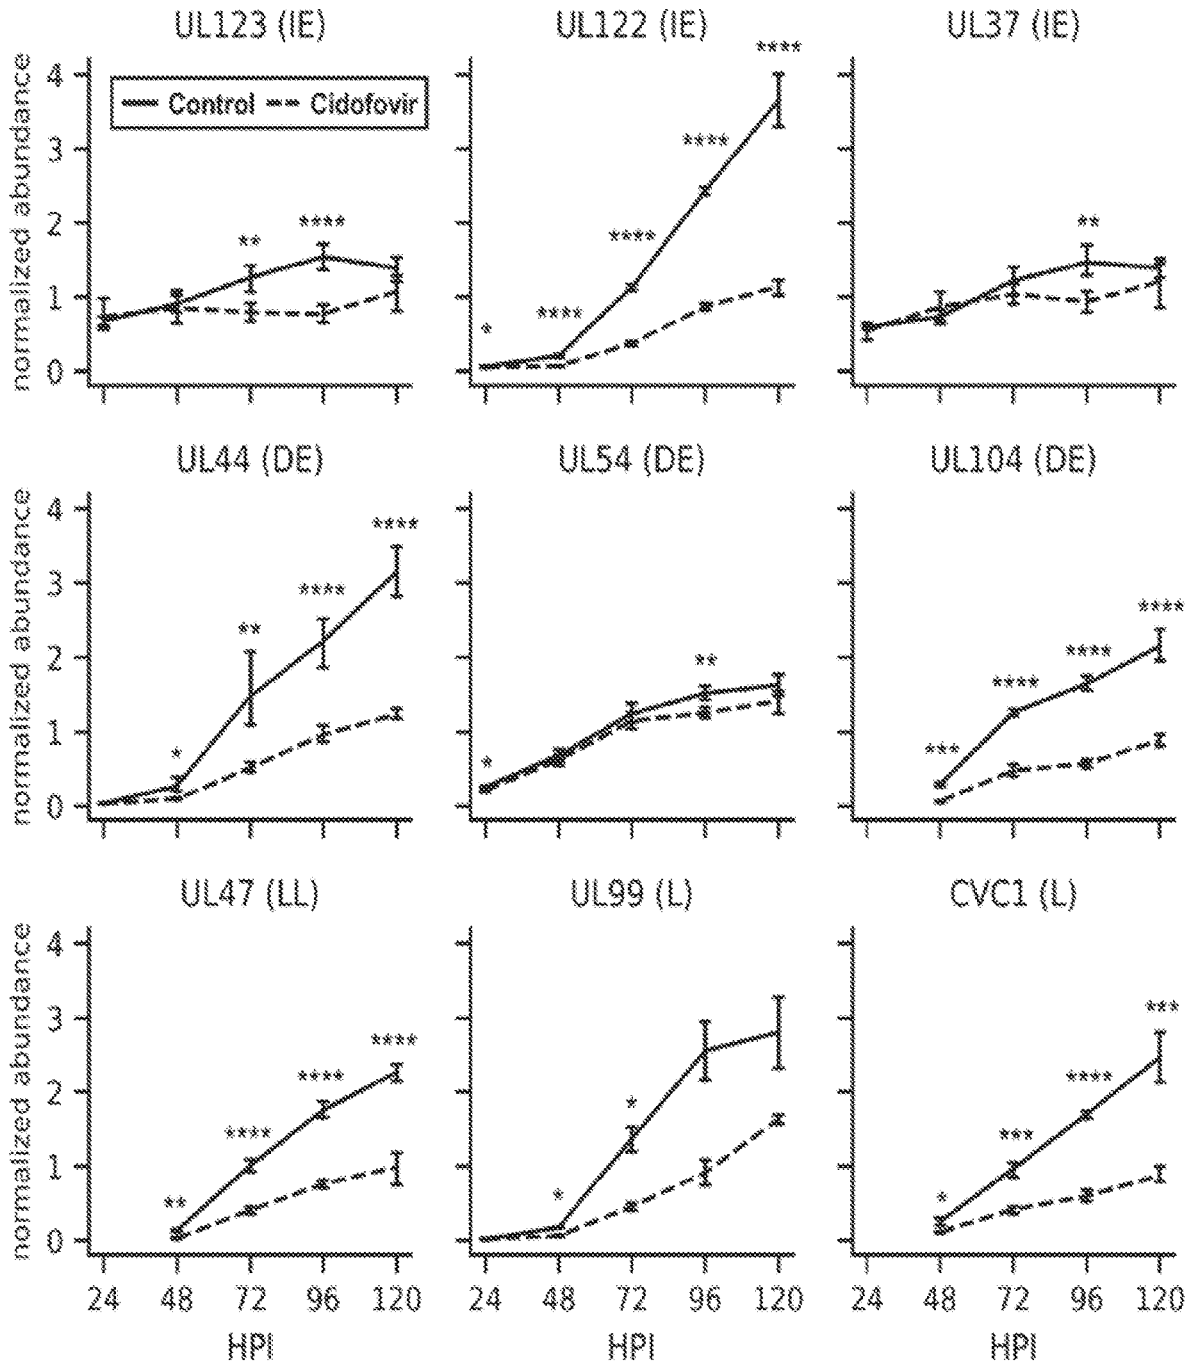 UL123 (IE) UL122 (IE) UL37 (IE)
****
normalized abundance
4
Control Cidofovir
****
3
**** ** ****
** ****
2
1
* ****
0
UL44 (DE) UL54 (DE) UL104 (DE)
normalized abundance
4
****
3
**** ****
** ** ****
2
****
* * ***
1
0
UL47 (LL) UL99 (L) CVC1 (L)
normalized abundance
4
3
***
****
2
**** ****
* ***
****
1
** * *
0
24 48 72 96 120 24 48 72 96 120 24 48 72 96 120
HPI HPI HPI